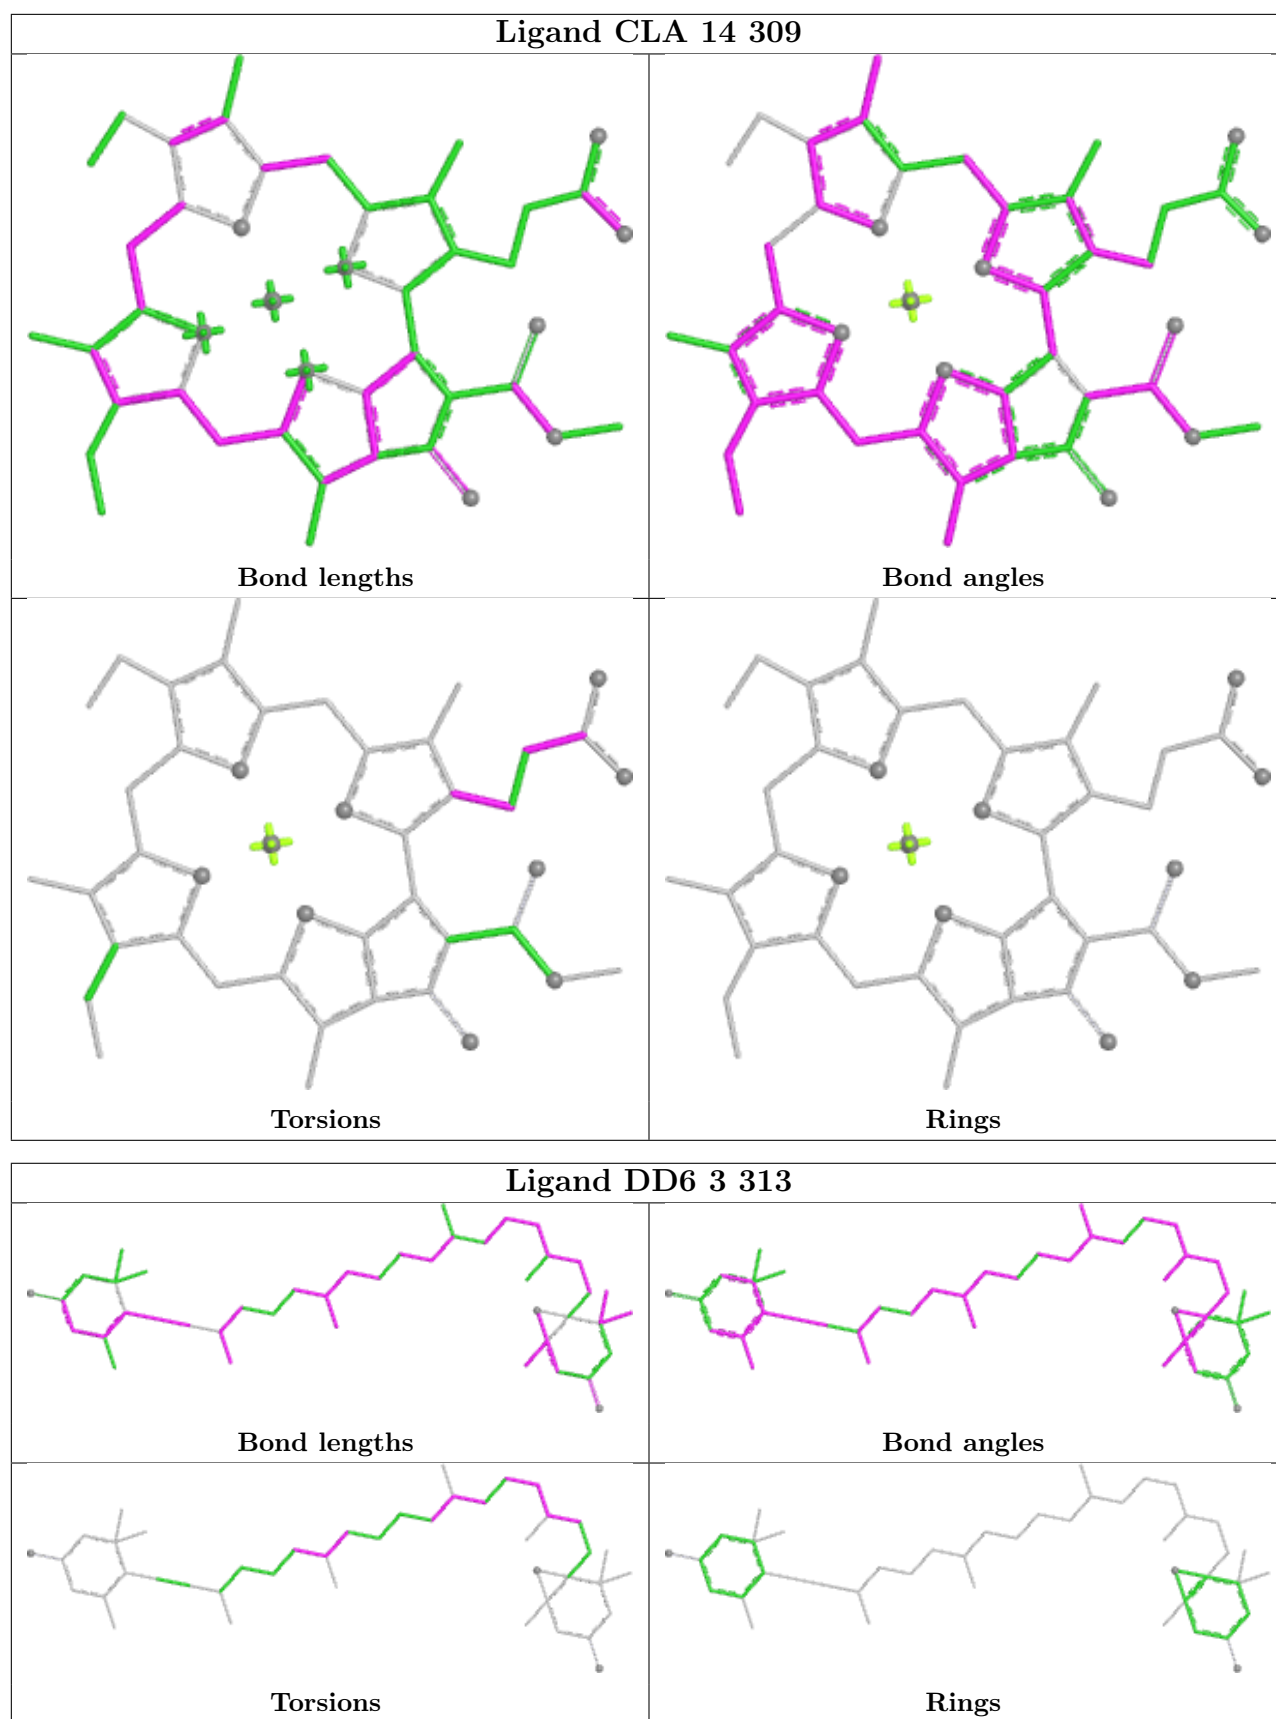 Ligand CLA 14 309
Bond lengths
Bond angles
Torsions
Rings
Ligand DD6 3 313
Bond lengths
Bond angles
Torsions
Rings